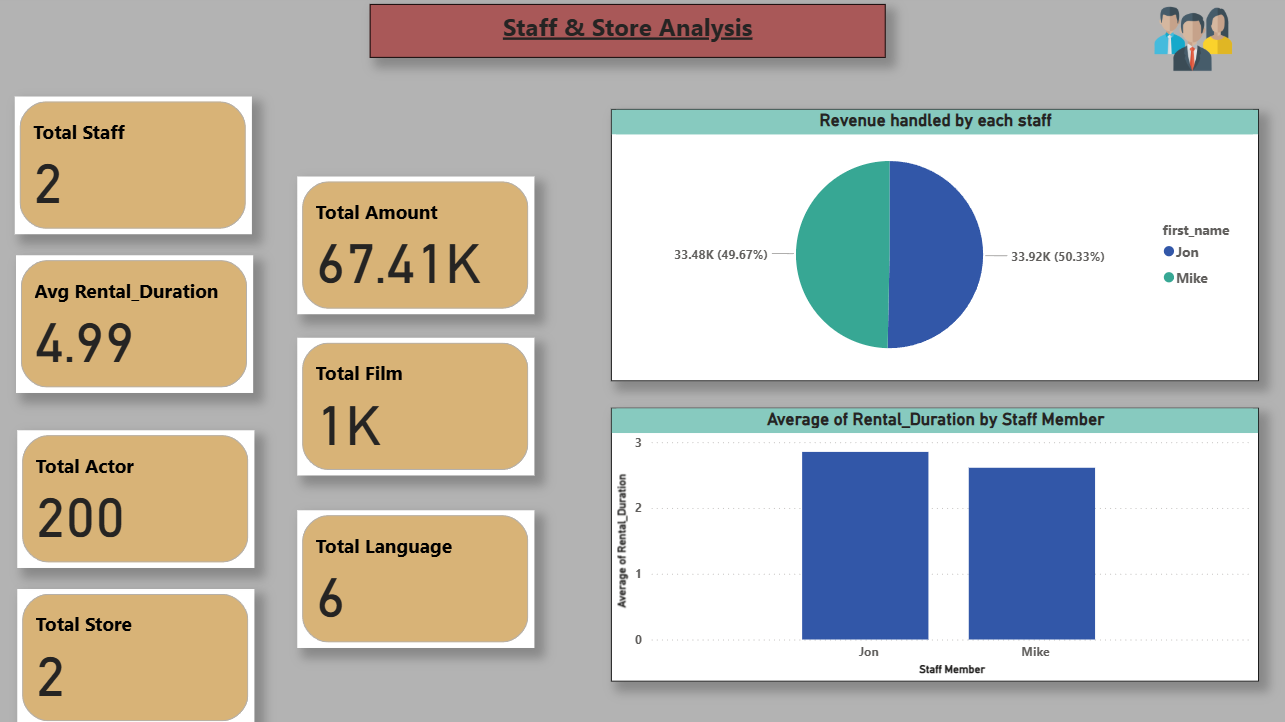 Staff & Store Analysis
Total Staff
2
Avg Rental_Duration
4.99
Total Actor
200
Total Store
2
Total Amount
67.41K
Total Film
1K
Total Language
6
Revenue handled by each staff
33.48K (49.67%)
33.92K (50.33%)
first_name
Jon
Mike
Average of Rental_Duration by Staff Member
Average of Rental_Duration
3
2
1
0
Jon
Mike
Staff Member